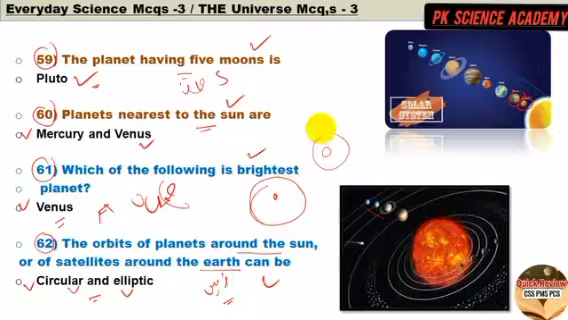 Everyday Science Mcqs -3 / THE Universe Mcq,s - 3
PK SCIENCE ACADEMY
59) The planet having five moons is
Pluto
60) Planets nearest to the sun are
Mercury and Venus
61) Which of the following is brightest
planet?
Venus
62) The orbits of planets around the sun,
or of satellites around the earth can be
Circular and elliptic
SOLAR
SYSTEM
Quick Review
CSS PMS PCS